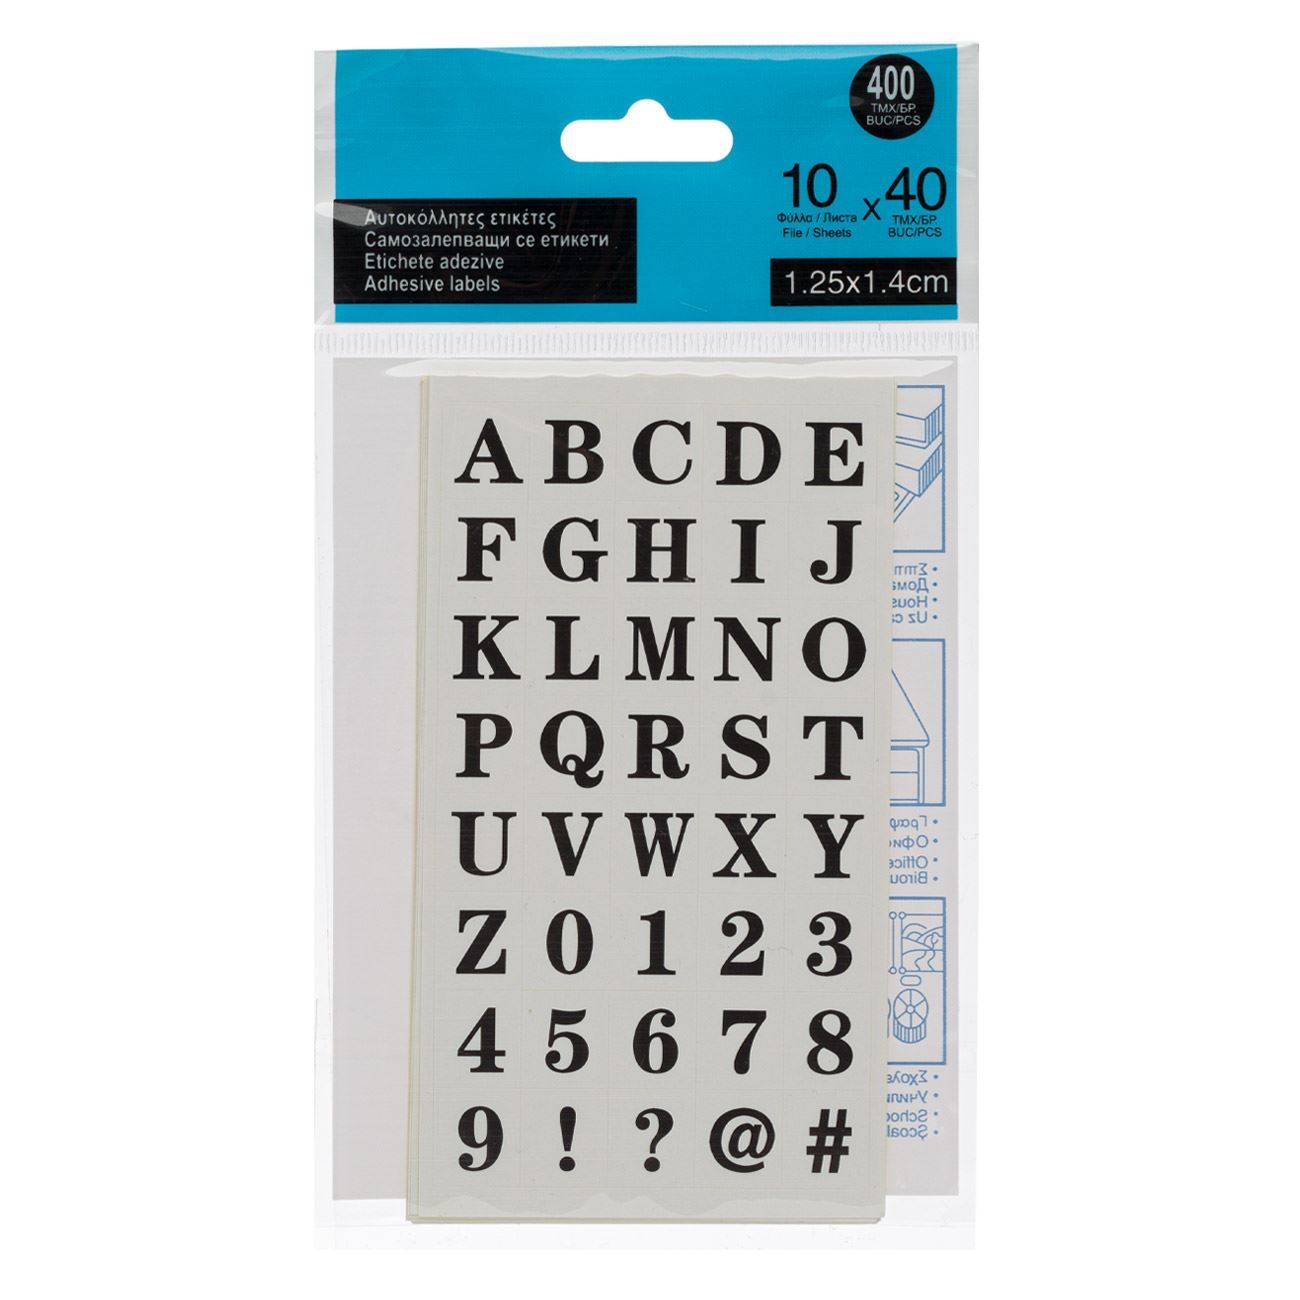 400
ΤΜΧ/БР.
BUC/PCS
10 x 40
Φύλλα / Листа
File / Sheets
ΤΜΧ/БР.
BUC/PCS
1.25x1.4cm
Αυτοκόλλητες ετικέτες
Самозалепващи се етикети
Etichete adezive
Adhesive labels
A B C D E
F G H I J
K L M N O
P Q R S T
U V W X Y
Z 0 1 2 3
4 5 6 7 8
9 ! ? @ #